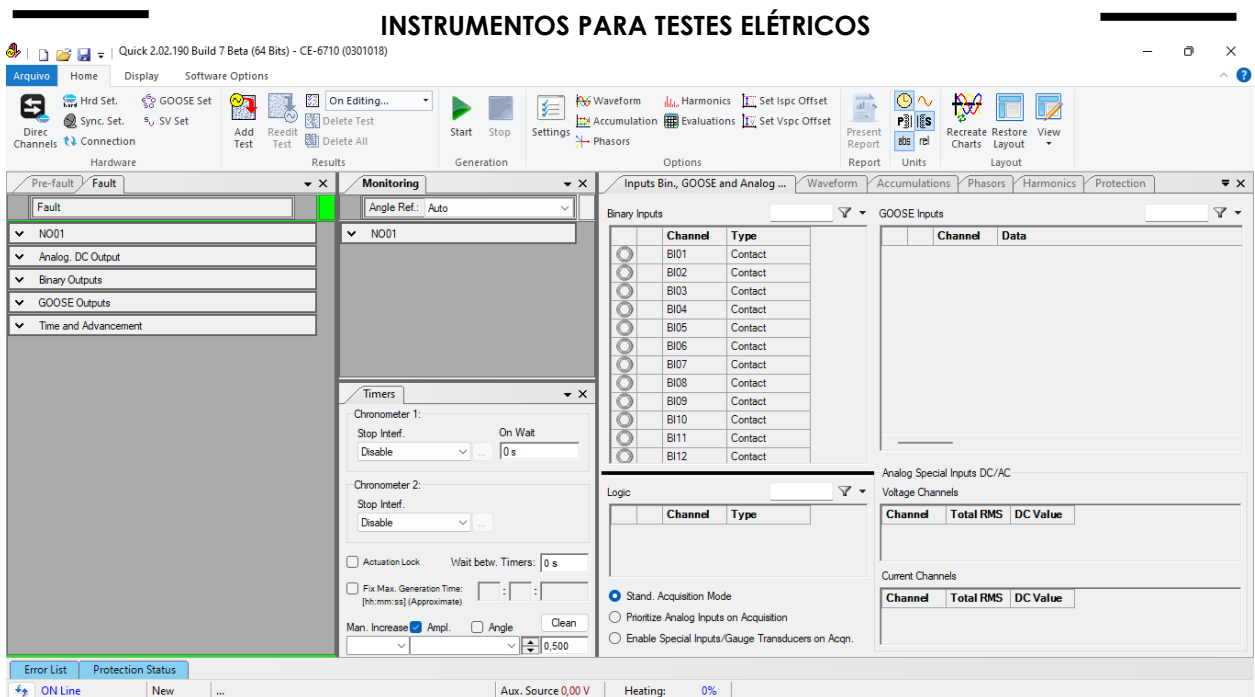 INSTRUMENTOS PARA TESTES ELÉTRICOS
Quick 2.02.190 Build 7 Beta (64 Bits) - CE-6710 (0301018)
Arquivo Home Display Software Options
Direc Channels
Hrd Set.
Sync. Set.
Connection
GOOSE Set
SV Set
Hardware
Add Test
Reedit Test
On Editing...
Delete Test
Delete All
Results
Start Stop
Generation
Settings
Waveform
Accumulation
Phasors
Harmonics
Evaluations
Set Ispc Offset
Set Vspc Offset
Options
Present Report
Report
abs rel
Units
Recreate Charts
Restore Layout
View
Layout
Pre-fault Fault
Fault
NO01
Analog. DC Output
Binary Outputs
GOOSE Outputs
Time and Advancement
Monitoring
Angle Ref.: Auto
NO01
Timers
Chronometer 1:
Stop Interf. On Wait
Disable ... 0 s
Chronometer 2:
Stop Interf.
Disable ...
Actuation Lock Wait betw. Timers: 0 s
Fix Max. Generation Time: : :
[hh:mm:ss] (Approximate)
Man. Increase Ampl. Angle Clean
0,500
Inputs Bin., GOOSE and Analog ... Waveform Accumulations Phasors Harmonics Protection
Binary Inputs
Channel Type
BI01 Contact
BI02 Contact
BI03 Contact
BI04 Contact
BI05 Contact
BI06 Contact
BI07 Contact
BI08 Contact
BI09 Contact
BI10 Contact
BI11 Contact
BI12 Contact
Logic
Channel Type
Stand. Acquisition Mode
Prioritize Analog Inputs on Acquisition
Enable Special Inputs/Gauge Transducers on Acqn.
GOOSE Inputs
Channel Data
Analog Special Inputs DC/AC
Voltage Channels
Channel Total RMS DC Value
Current Channels
Channel Total RMS DC Value
Error List Protection Status
ON Line New ... Aux. Source 0,00 V Heating: 0%